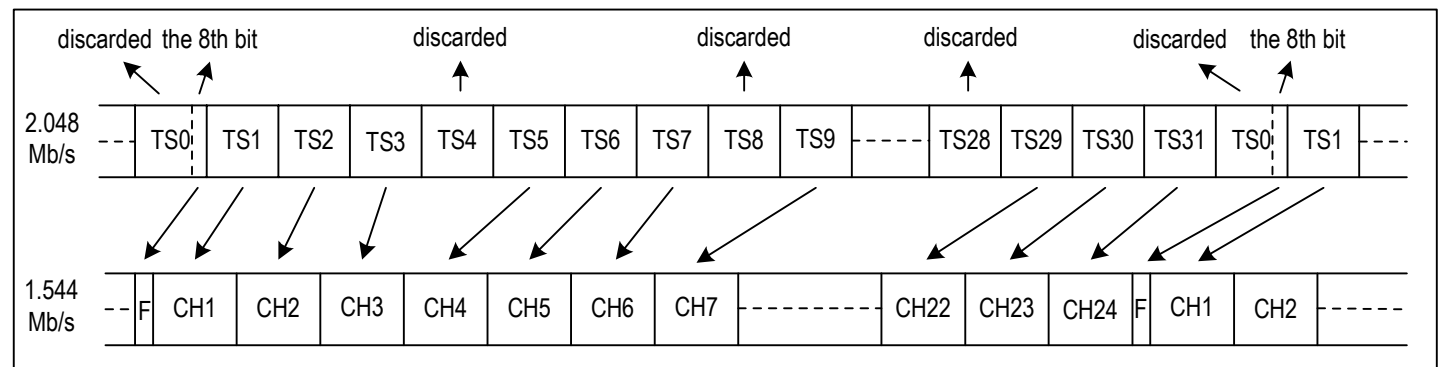 discarded the 8th bit discarded discarded discarded discarded the 8th bit
2.048
Mb/s
TS0 TS1 TS2 TS3 TS4 TS5 TS6 TS7 TS8 TS9 TS28 TS29 TS30 TS31 TS0 TS1
1.544
Mb/s
F CH1 CH2 CH3 CH4 CH5 CH6 CH7 CH22 CH23 CH24 F CH1 CH2